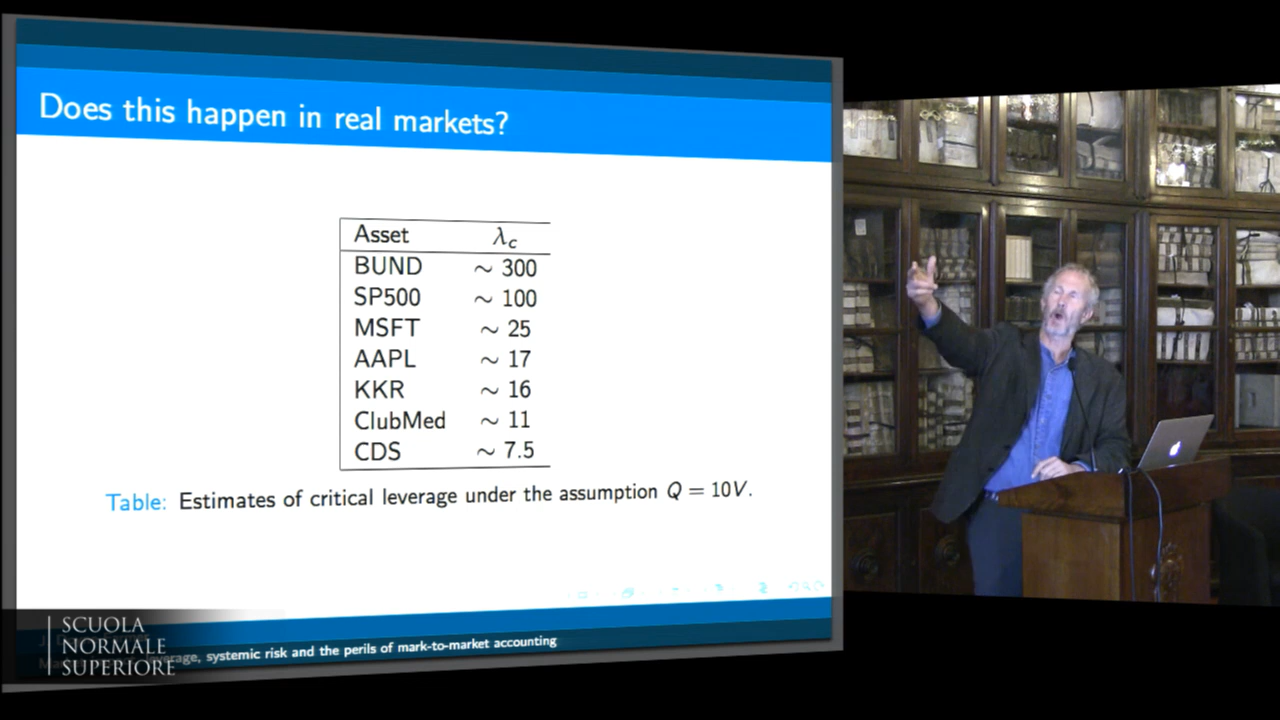 Does this happen in real markets?
Asset λc
BUND ∼ 300
SP500 ∼ 100
MSFT ∼ 25
AAPL ∼ 17
KKR ∼ 16
ClubMed ∼ 11
CDS ∼ 7.5
Table: Estimates of critical leverage under the assumption Q = 10V.
SCUOLA
NORMALE
SUPERIORE
systemic risk and the perils of mark-to-market accounting